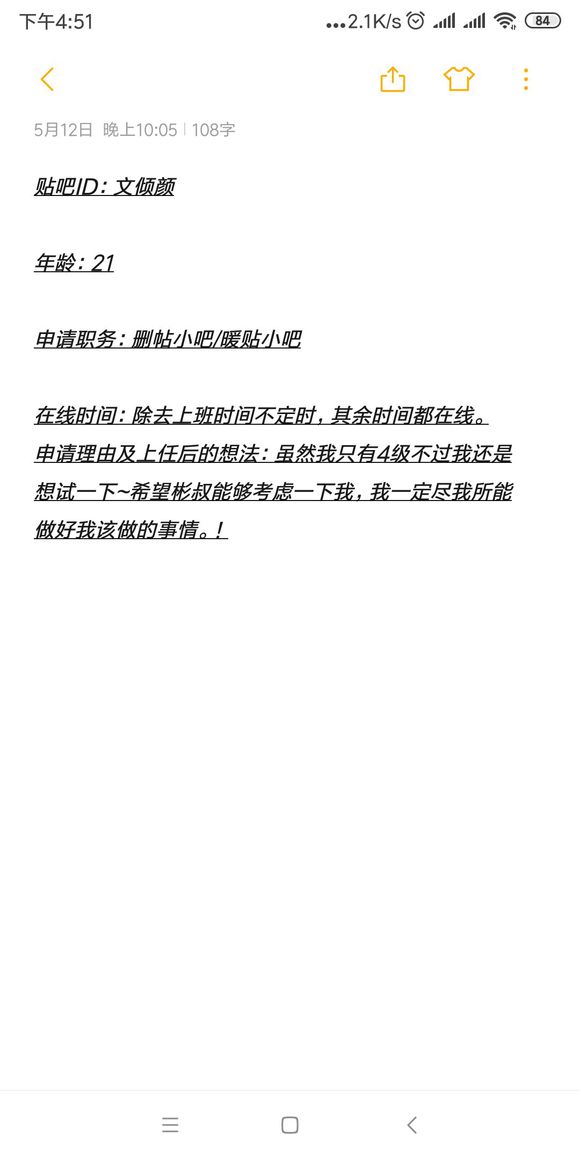 下午4:51
...2.1K/s
84
5月12日 晚上10:05 | 108字
贴吧ID：文倾颜
年龄：21
申请职务：删帖小吧/暖贴小吧
在线时间：除去上班时间不定时，其余时间都在线。
申请理由及上任后的想法：虽然我只有4级不过我还是
想试一下~希望彬叔能够考虑一下我，我一定尽我所能
做好我该做的事情。！